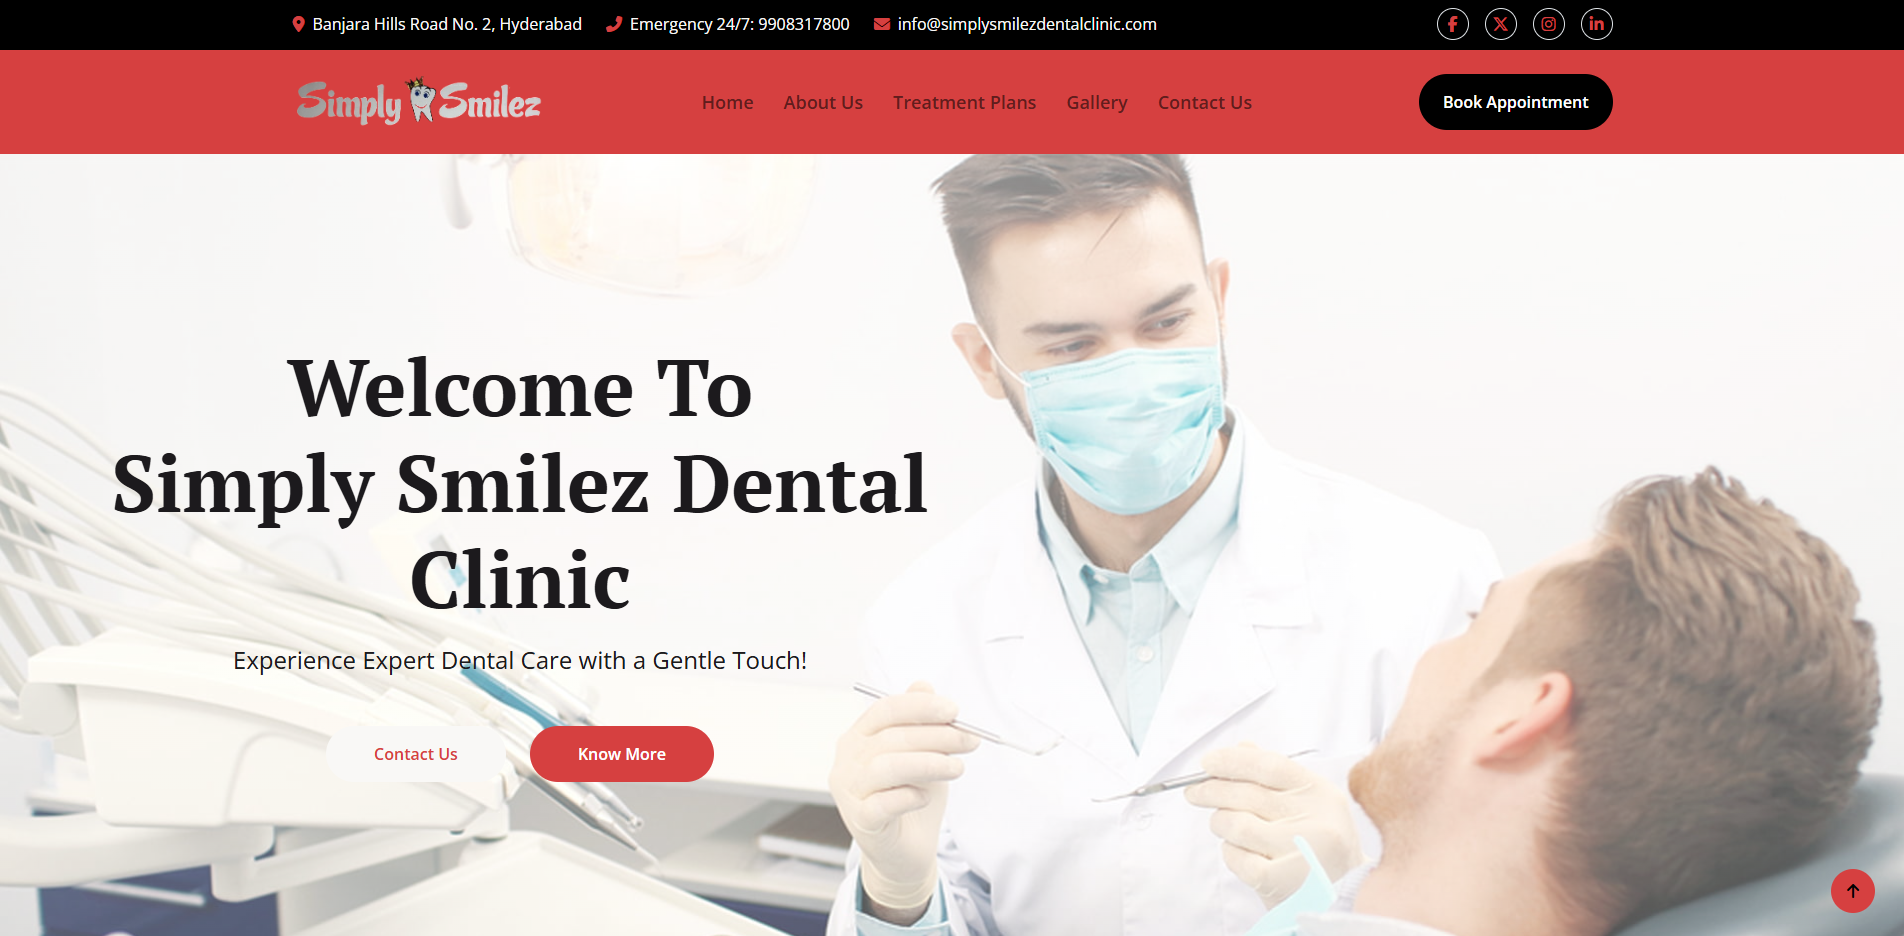 Banjara Hills Road No. 2, Hyderabad Emergency 24/7: 9908317800 info@simplysmilezdentalclinic.com
Simply Smilez Home About Us Treatment Plans Gallery Contact Us Book Appointment
Welcome To
Simply Smilez Dental
Clinic
Experience Expert Dental Care with a Gentle Touch!
Contact Us Know More